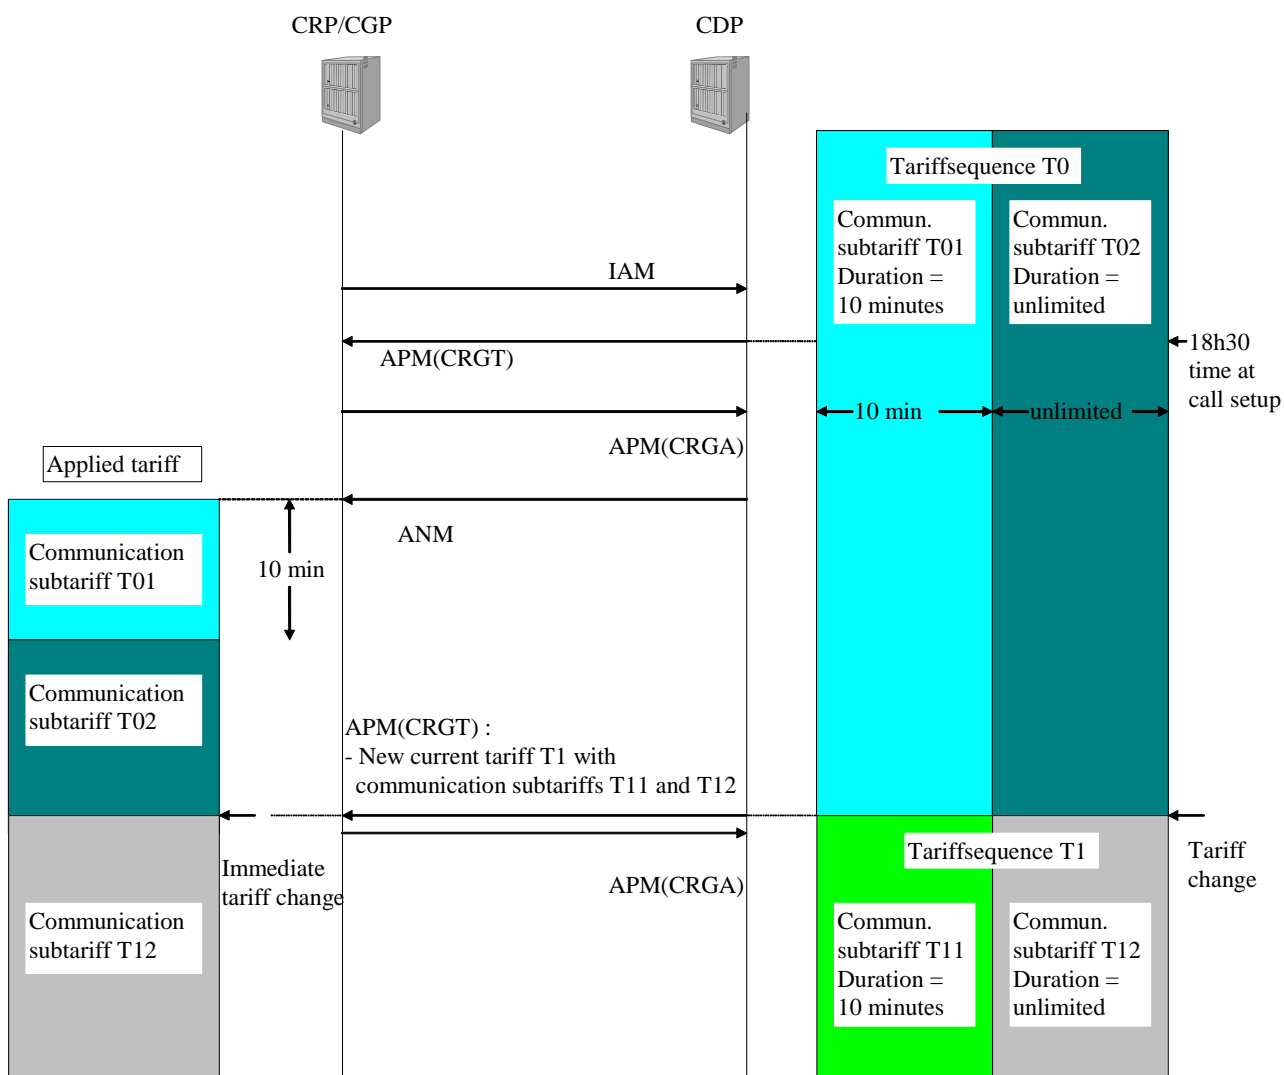 CRP/CGP
CDP
Tariffsequence T0
Commun.
subtariff T01
Duration =
10 minutes
Commun.
subtariff T02
Duration =
unlimited
IAM
APM(CRGT)
18h30
time at
call setup
10 min
unlimited
APM(CRGA)
Applied tariff
ANM
Communication
subtariff T01
10 min
Communication
subtariff T02
APM(CRGT) :
- New current tariff T1 with
communication subtariffs T11 and T12
Immediate
tariff change
APM(CRGA)
Tariffsequence T1
Tariff
change
Communication
subtariff T12
Commun.
subtariff T11
Duration =
10 minutes
Commun.
subtariff T12
Duration =
unlimited